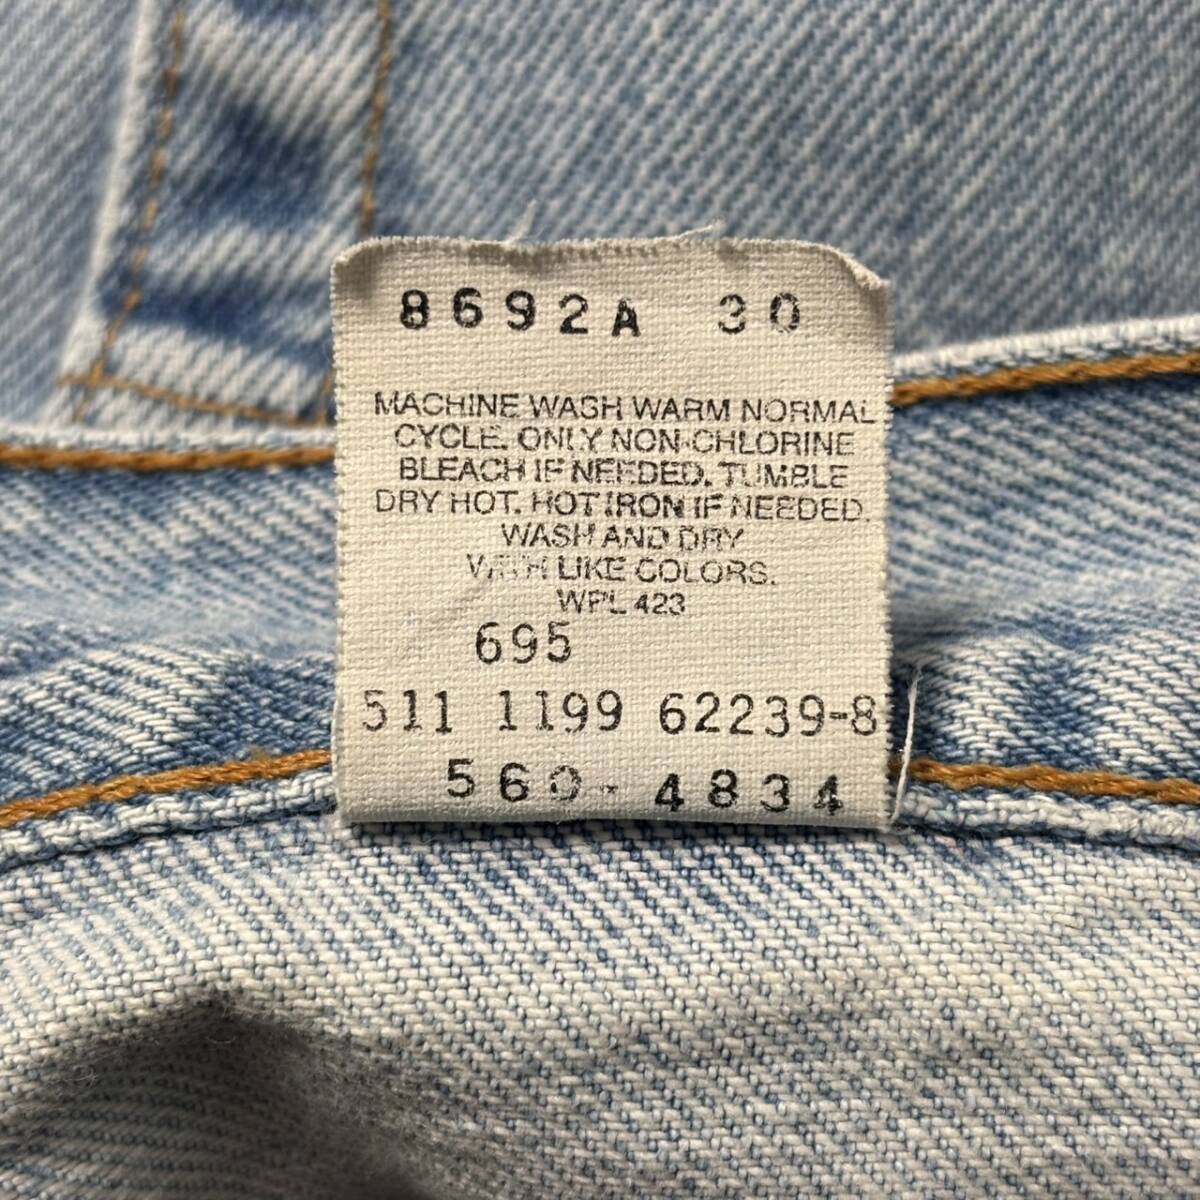 8692A 30
MACHINE WASH WARM NORMAL
CYCLE. ONLY NON-CHLORINE
BLEACH IF NEEDED. TUMBLE
DRY HOT. HOT IRON IF NEEDED.
WASH AND DRY
WITH LIKE COLORS.
WPL 423
695
511 1199 62239-8
560-4834